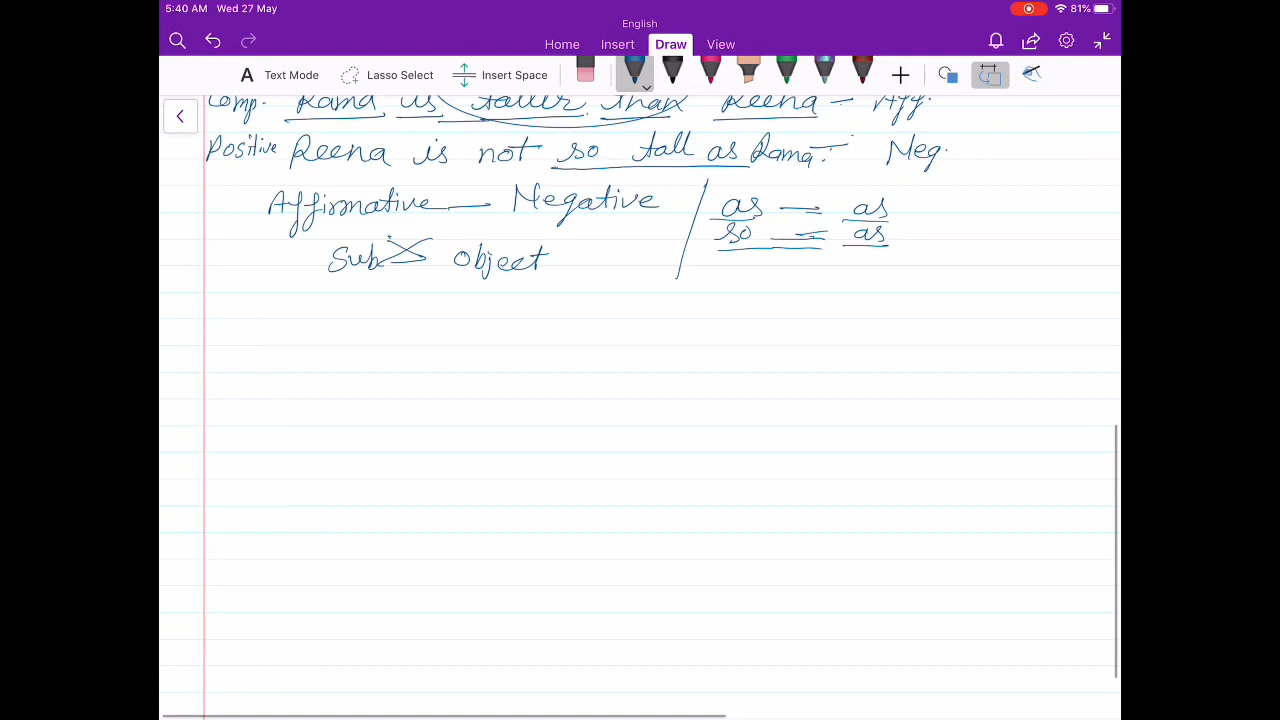 5:40 AM Wed 27 May 81%
English
Home Insert Draw View
A Text Mode Lasso Select Insert Space
Comp. Rama is taller than Reena - Aff.
Positive Reena is not so tall as Rama. - Neg.
Affirmative — Negative
Sub object
as = as
so = as